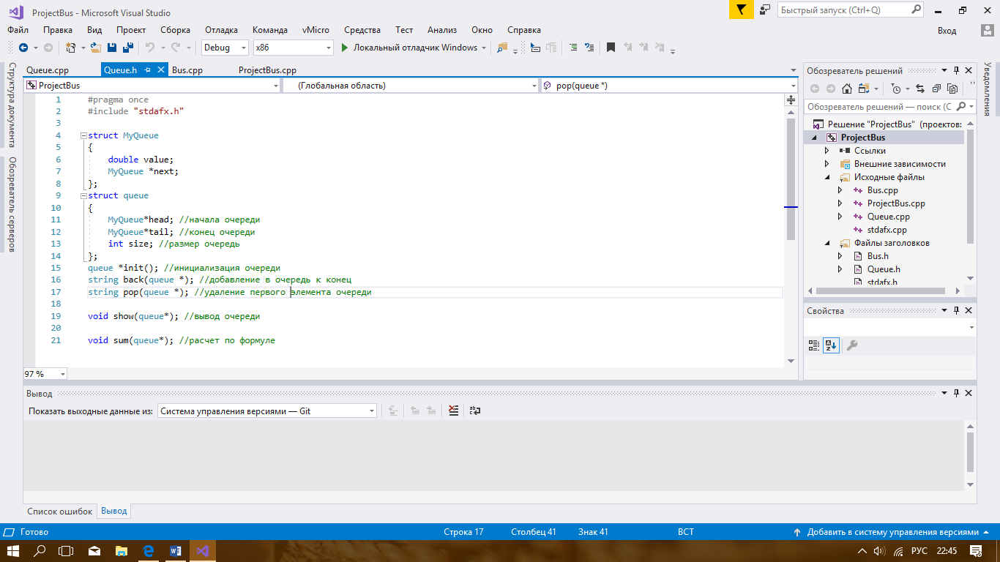 ProjectBus - Microsoft Visual Studio
Быстрый запуск (Ctrl+Q)
Файл Правка Вид Проект Сборка Отладка Команда vMicro Средства Тест Анализ Окно Справка
Вход
Debug x86 Локальный отладчик Windows
Структура документа
Обозреватель серверов
Queue.cpp Queue.h Bus.cpp ProjectBus.cpp
ProjectBus (Глобальная область) pop(queue *)
1 #pragma once
2 #include "stdafx.h"
3
4 struct MyQueue
5 {
6 double value;
7 MyQueue *next;
8 };
9 struct queue
10 {
11 MyQueue*head; //начала очереди
12 MyQueue*tail; //конец очереди
13 int size; //размер очередь
14 };
15 queue *init(); //инициализация очереди
16 string back(queue *); //добавление в очередь к конец
17 string pop(queue *); //удаление первого элемента очереди
18
19 void show(queue*); //вывод очереди
20
21 void sum(queue*); //расчет по формуле
97 %
Обозреватель решений
Обозреватель решений — поиск (C
Решение "ProjectBus" (проектов:
ProjectBus
Ссылки
Внешние зависимости
Исходные файлы
Bus.cpp
ProjectBus.cpp
Queue.cpp
stdafx.cpp
Файлы заголовков
Bus.h
Queue.h
stdafx.h
Свойства
Уведомления
Вывод
Показать выходные данные из: Система управления версиями — Git
Список ошибок Вывод
Готово Строка 17 Столбец 41 Знак 41 ВСТ Добавить в систему управления версиями
РУС 22:45